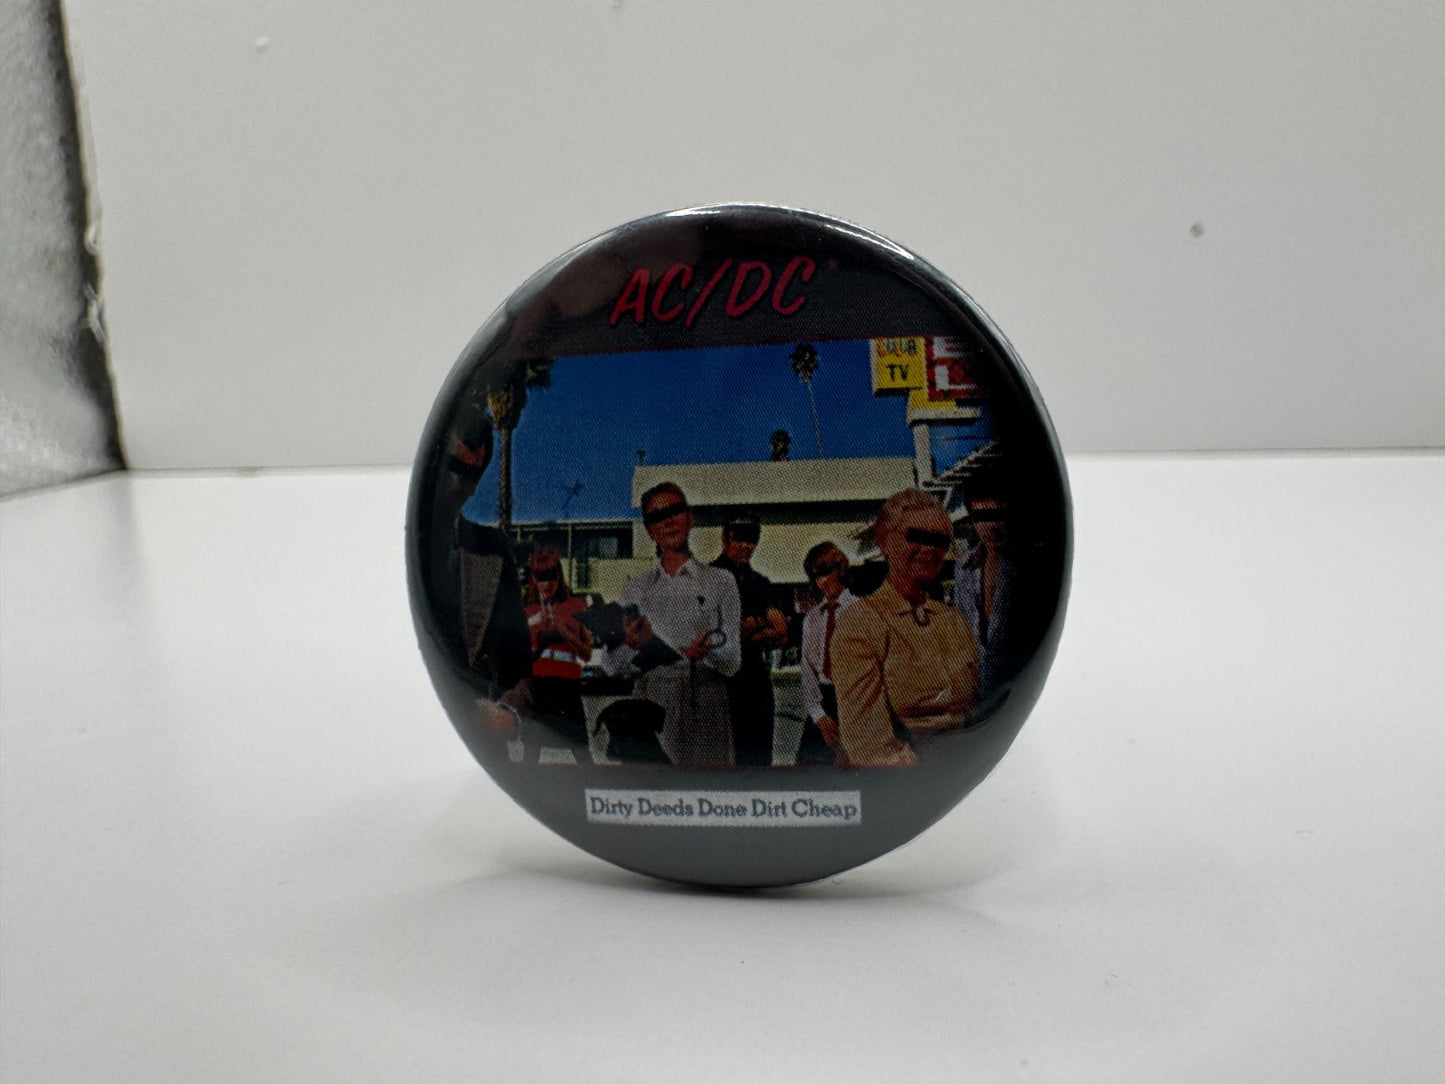 AC/DC
TV
Dirty Deeds Done Dirt Cheap